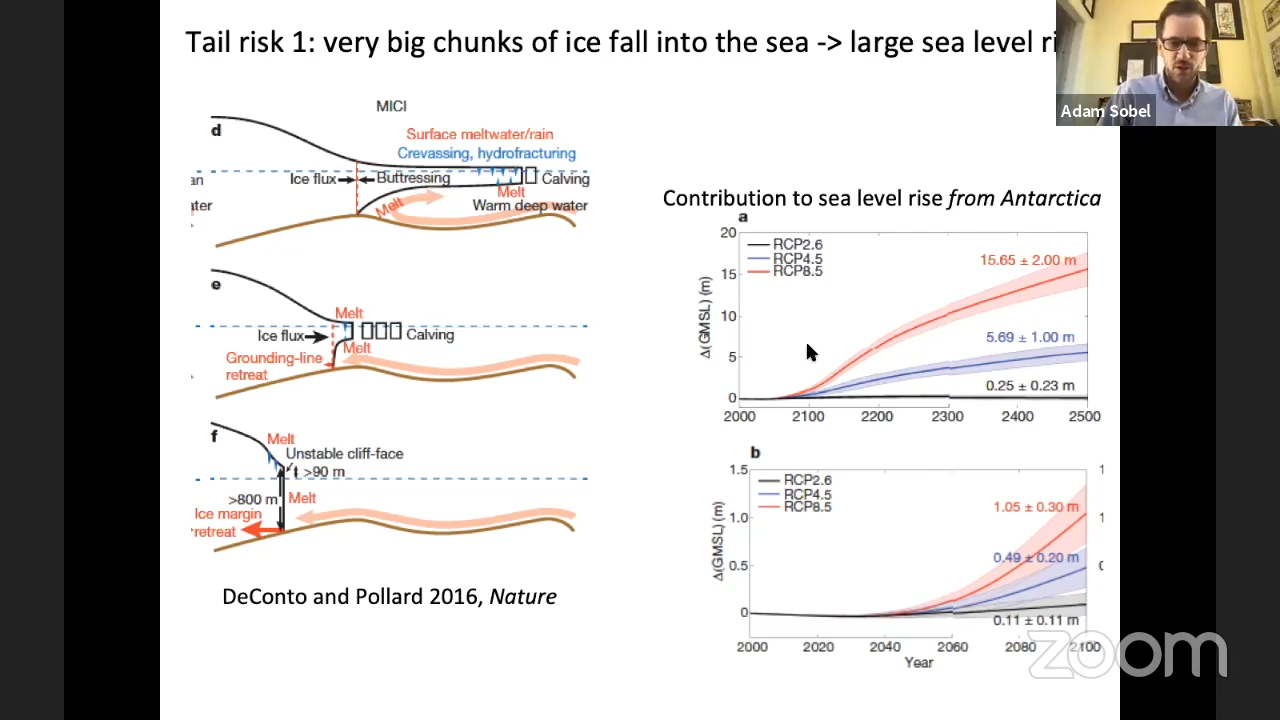 Tail risk 1: very big chunks of ice fall into the sea -> large sea level ri
Adam Sobel
MICI
d
Surface meltwater/rain
Crevassing, hydrofracturing
an
Ice flux
Buttressing
Calving
Melt
ater
Melt
Warm deep water
e
Melt
Ice flux
Calving
Melt
Grounding-line
retreat
f
Melt
Unstable cliff-face
>90 m
>800 m
Melt
Ice margin
retreat
DeConto and Pollard 2016, Nature
Contribution to sea level rise from Antarctica
a
20
15
10
5
0
Δ(GMSL) (m)
RCP2.6
RCP4.5
RCP8.5
15.65 ± 2.00 m
5.69 ± 1.00 m
0.25 ± 0.23 m
2000 2100 2200 2300 2400 2500
b
1.5
1.0
0.5
0
Δ(GMSL) (m)
RCP2.6
RCP4.5
RCP8.5
1.05 ± 0.30 m
0.49 ± 0.20 m
0.11 ± 0.11 m
1
1
0
2000 2020 2040 2060 2080 2100
Year
zoom